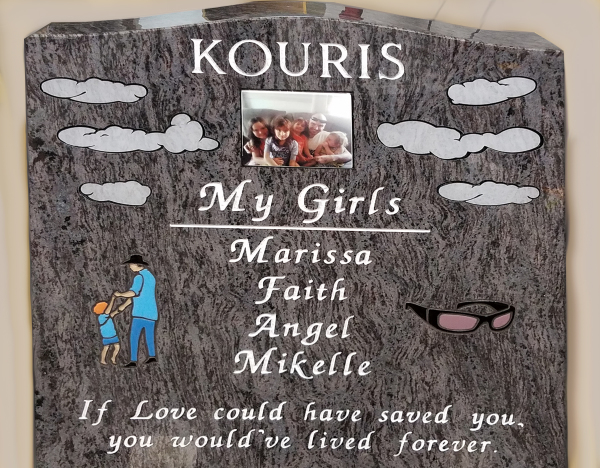 KOURIS
My Girls
Marissa
Faith
Angel
Mikelle
If Love could have saved you,
you would've lived forever.